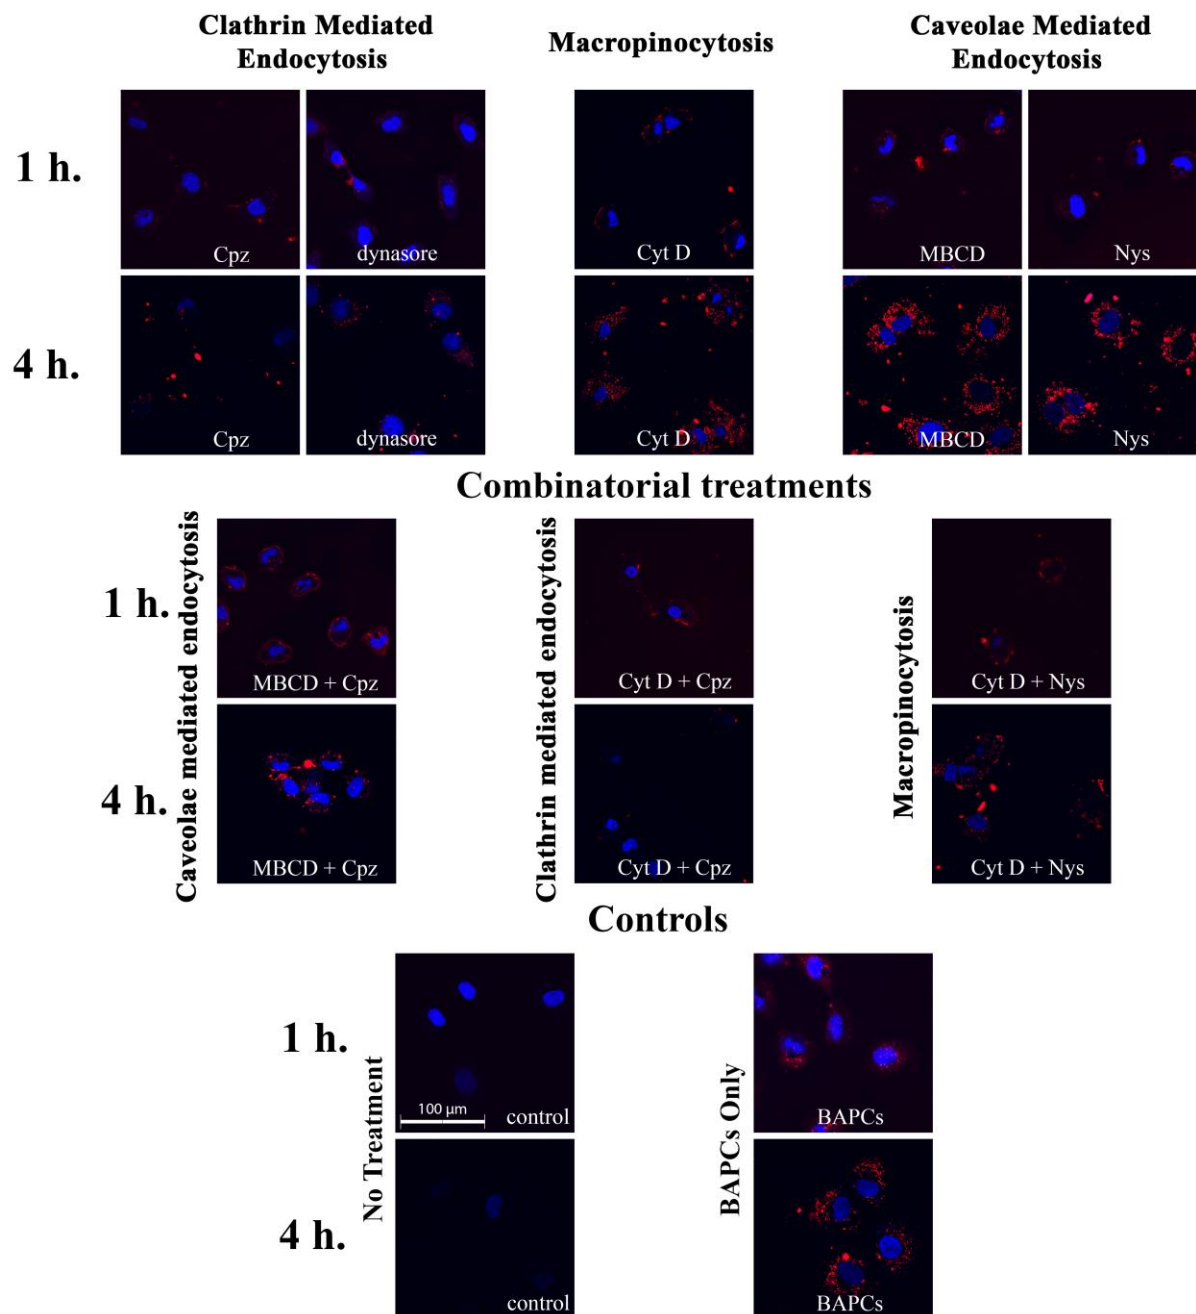 Clathrin Mediated
Endocytosis
Macropinocytosis
Caveolae Mediated
Endocytosis
1 h.
Cpz
dynasore
Cyt D
MBCD
Nys
4 h.
Cpz
dynasore
Cyt D
MBCD
Nys
Combinatorial treatments
Caveolae mediated endocytosis
Clathrin mediated endocytosis
Macropinocytosis
1 h.
MBCD + Cpz
Cyt D + Cpz
Cyt D + Nys
4 h.
MBCD + Cpz
Cyt D + Cpz
Cyt D + Nys
Controls
No Treatment
BAPCs Only
1 h.
100 µm
control
BAPCs
4 h.
control
BAPCs